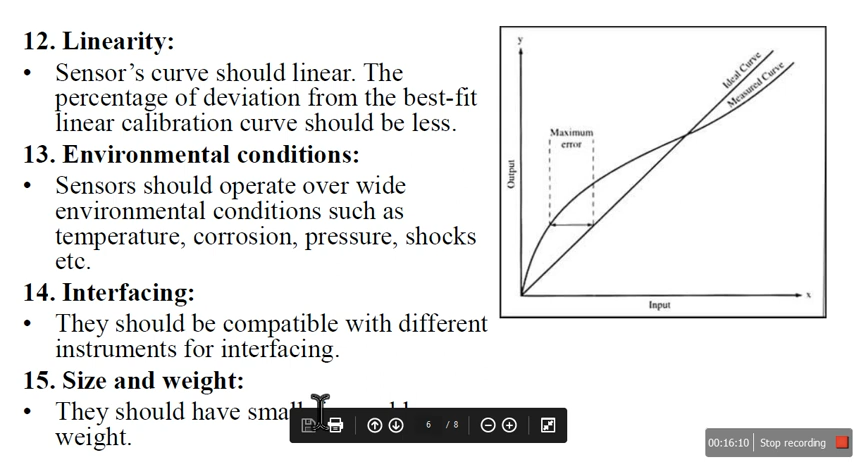 12. Linearity:
• Sensor's curve should linear. The
percentage of deviation from the best-fit
linear calibration curve should be less.
13. Environmental conditions:
• Sensors should operate over wide
environmental conditions such as
temperature, corrosion, pressure, shocks
etc.
14. Interfacing:
• They should be compatible with different
instruments for interfacing.
15. Size and weight:
• They should have small
weight.
y
Ideal Curve
Measured Curve
Maximum
error
Output
x
Input
6 / 8
00:16:10 Stop recording